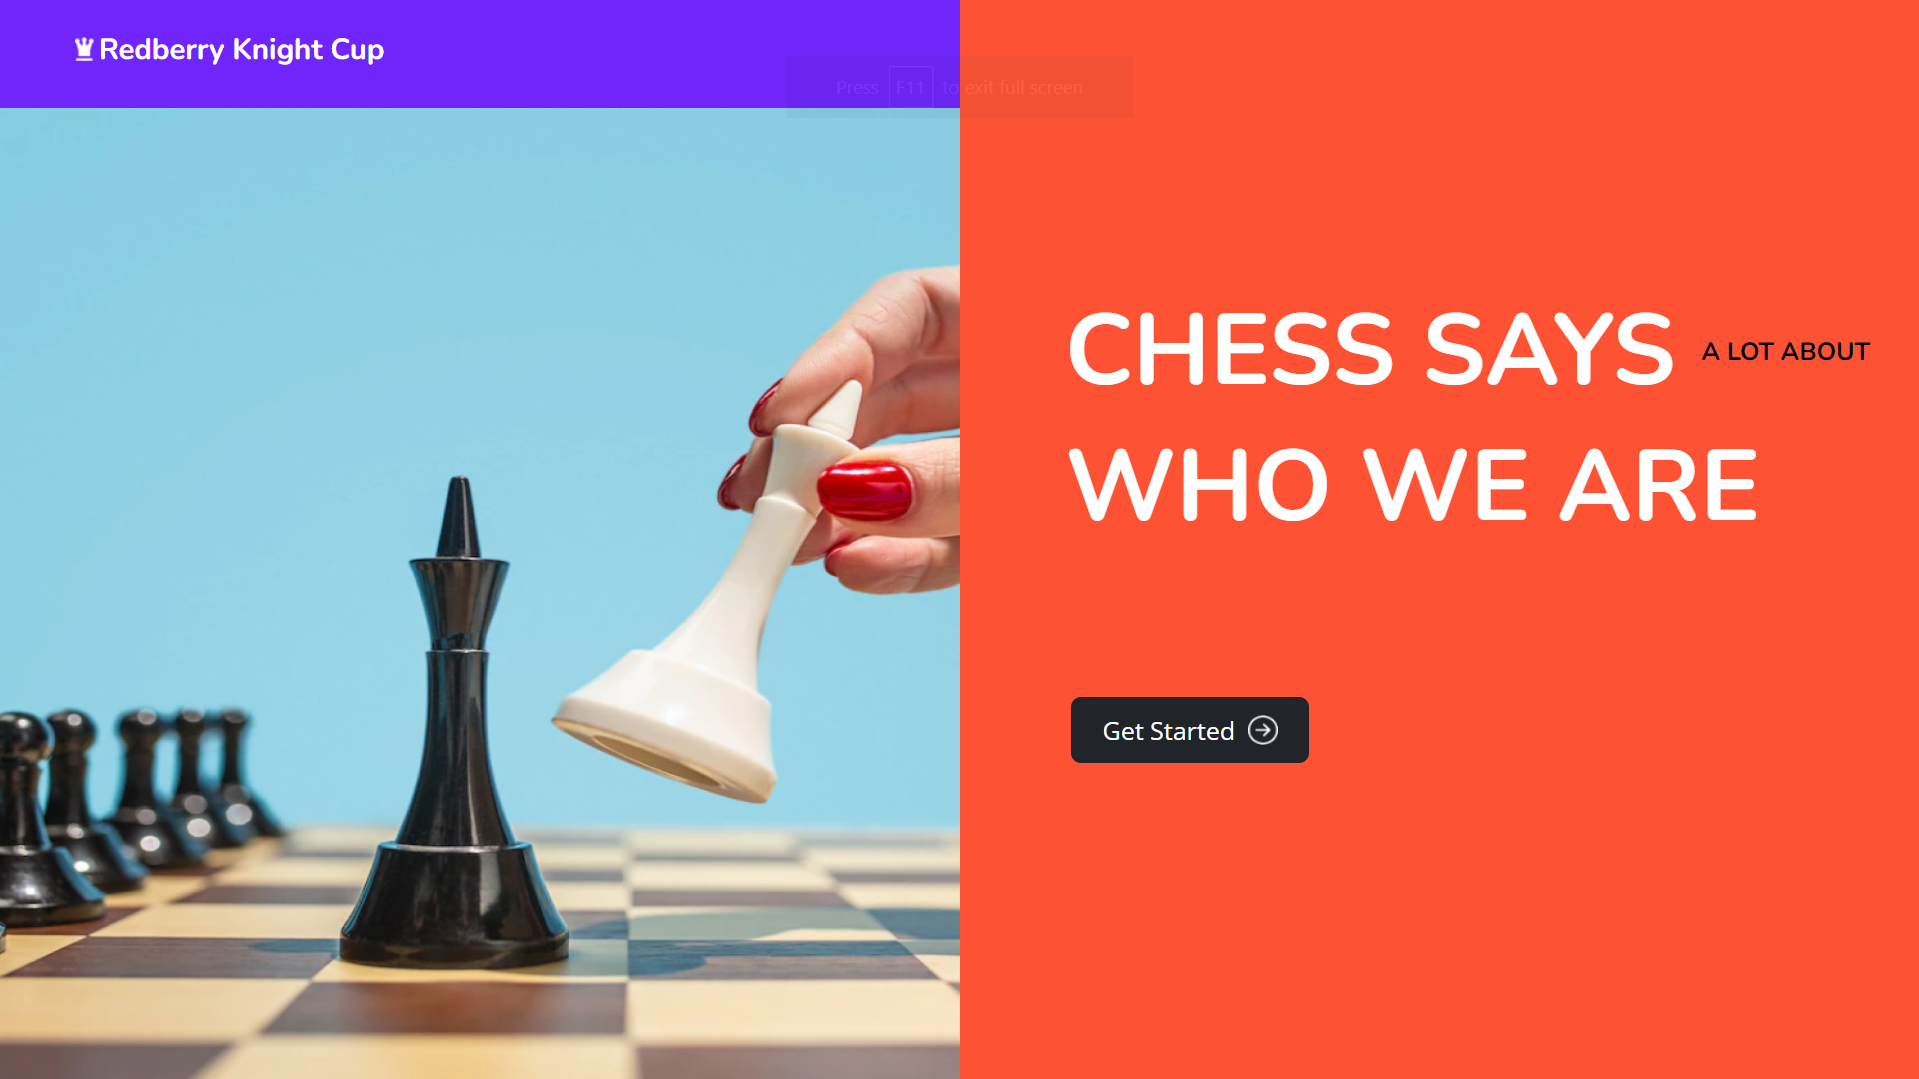 Redberry Knight Cup
Press F11 to exit full screen
CHESS SAYS A LOT ABOUT
WHO WE ARE
Get Started